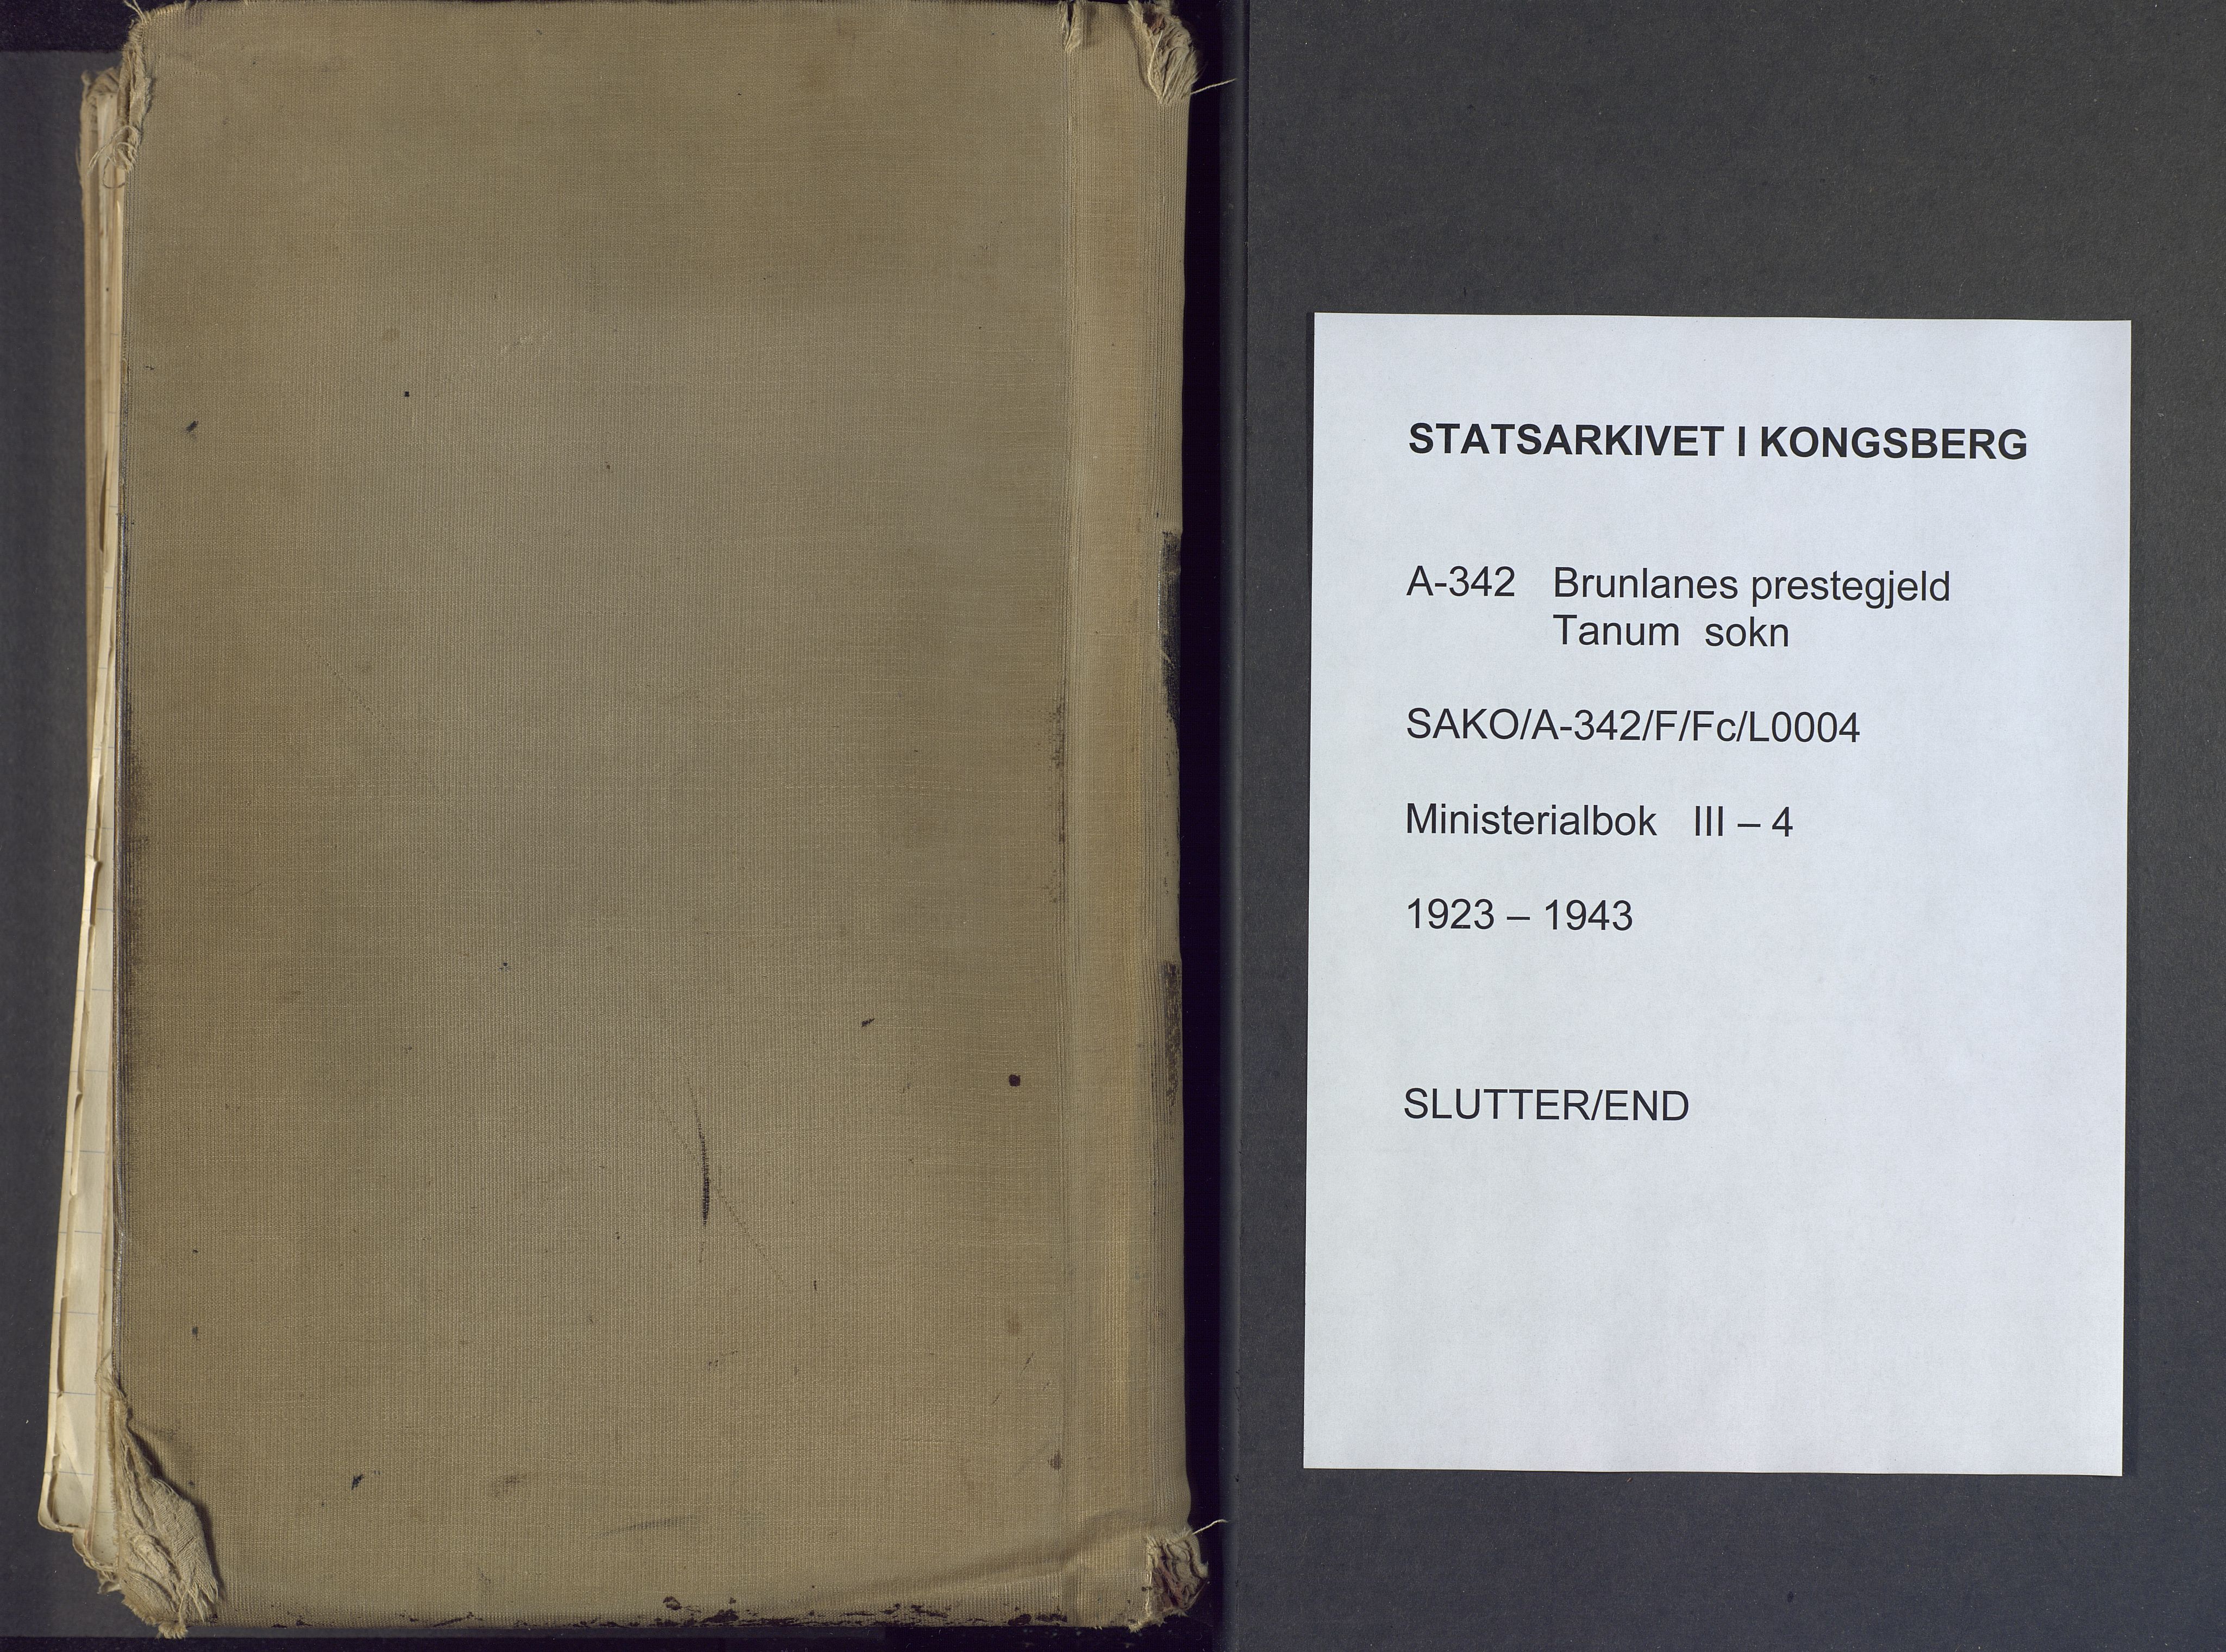 STATSARKIVET I KONGSBERG
A-342 Brunlanes prestegjeld
Tanum sokn
SAKO/A-342/F/Fc/L0004
Ministerialbok III – 4
1923 – 1943
SLUTTER/END